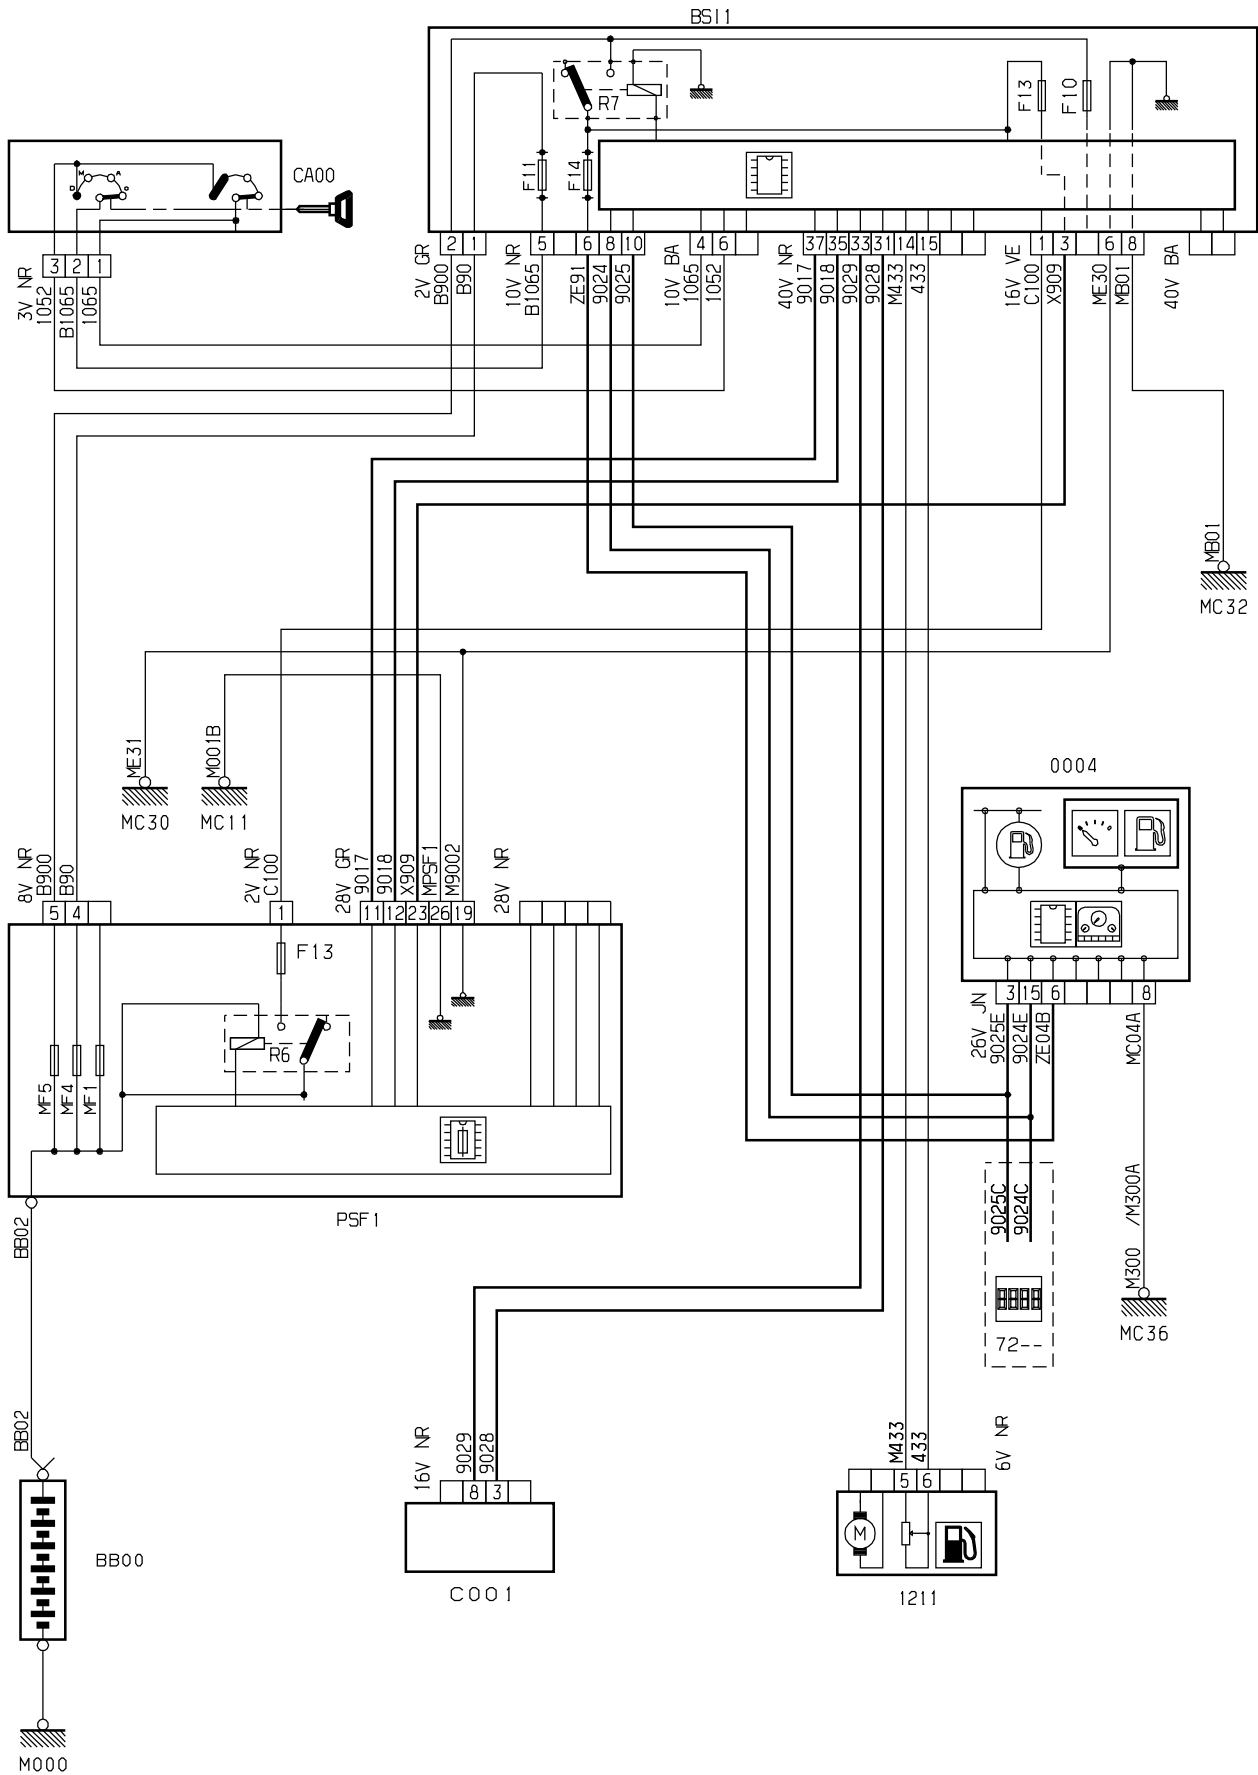 BSI1
R7
F13
F10
F11
F14
CA00
M
A
D
C
3 2 1
3V NR
1052
B1065
1065
2 1
2V GR
B900
B90
5 6 8 10
10V NR
B1065
ZE91
9024
9025
4 6
10V BA
1065
1052
37 35 33 31 14 15
40V NR
9017
9018
9029
9028
M433
433
1 3 6 8
16V VE
C100
X909
ME30
MB01
40V BA
MB01
MC32
ME31
MC30
M001B
MC11
8V NR
B900
B90
5 4
2V NR
C100
1
28V GR
9017
9018
X909
MPSF1
M9002
11 12 23 26 19
28V NR
F13
R6
MF5
MF4
MF1
PSF1
0004
3 15 6 8
26V JN
9025E
9024E
ZE04B
MC04A
9025C
9024C
72--
M300 /M300A
MC36
BB02
BB02
BB00
M000
16V NR
9029
9028
8 3
C001
M433
433
6V NR
5 6
M
1211